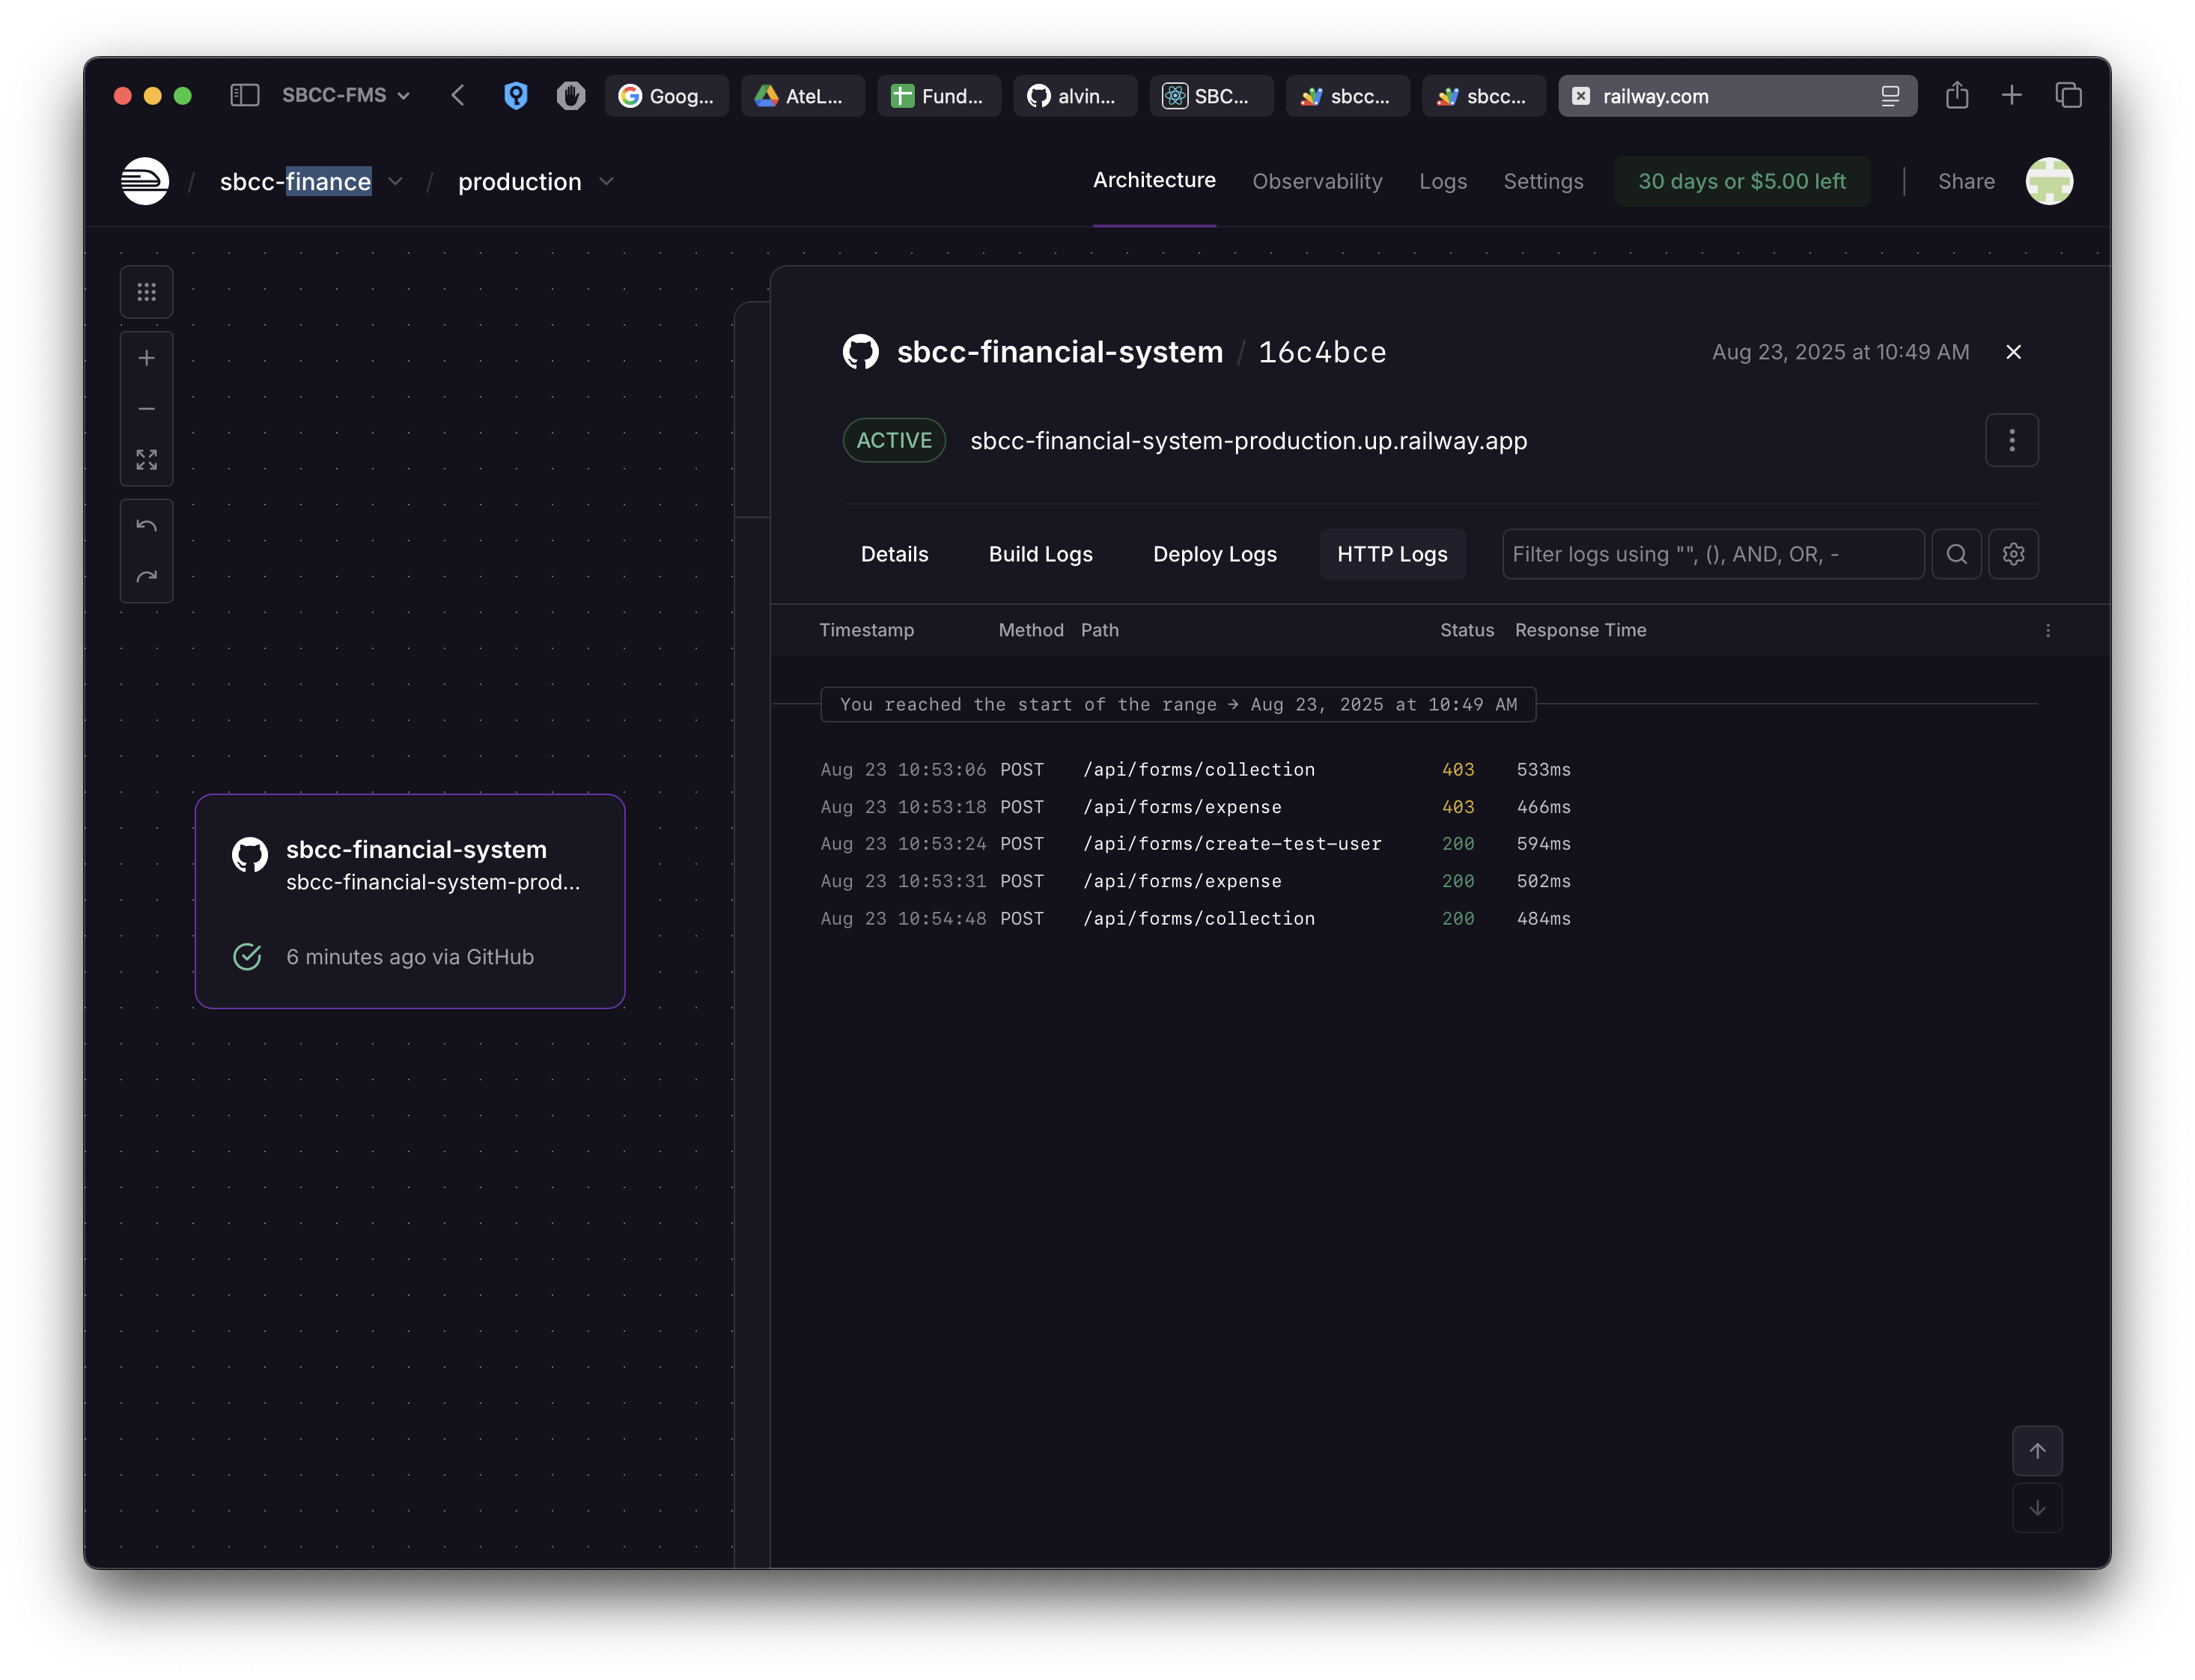 SBCC-FMS Goog... AteL... Fund... alvin... SBC... sbcc... sbcc... railway.com
/ sbcc-finance / production Architecture Observability Logs Settings 30 days or $5.00 left | Share
sbcc-financial-system / 16c4bce Aug 23, 2025 at 10:49 AM
ACTIVE sbcc-financial-system-production.up.railway.app
Details Build Logs Deploy Logs HTTP Logs Filter logs using "", (), AND, OR, -
Timestamp Method Path Status Response Time
You reached the start of the range → Aug 23, 2025 at 10:49 AM
Aug 23 10:53:06 POST /api/forms/collection 403 533ms
Aug 23 10:53:18 POST /api/forms/expense 403 466ms
Aug 23 10:53:24 POST /api/forms/create-test-user 200 594ms
Aug 23 10:53:31 POST /api/forms/expense 200 502ms
Aug 23 10:54:48 POST /api/forms/collection 200 484ms
sbcc-financial-system
sbcc-financial-system-prod...
6 minutes ago via GitHub